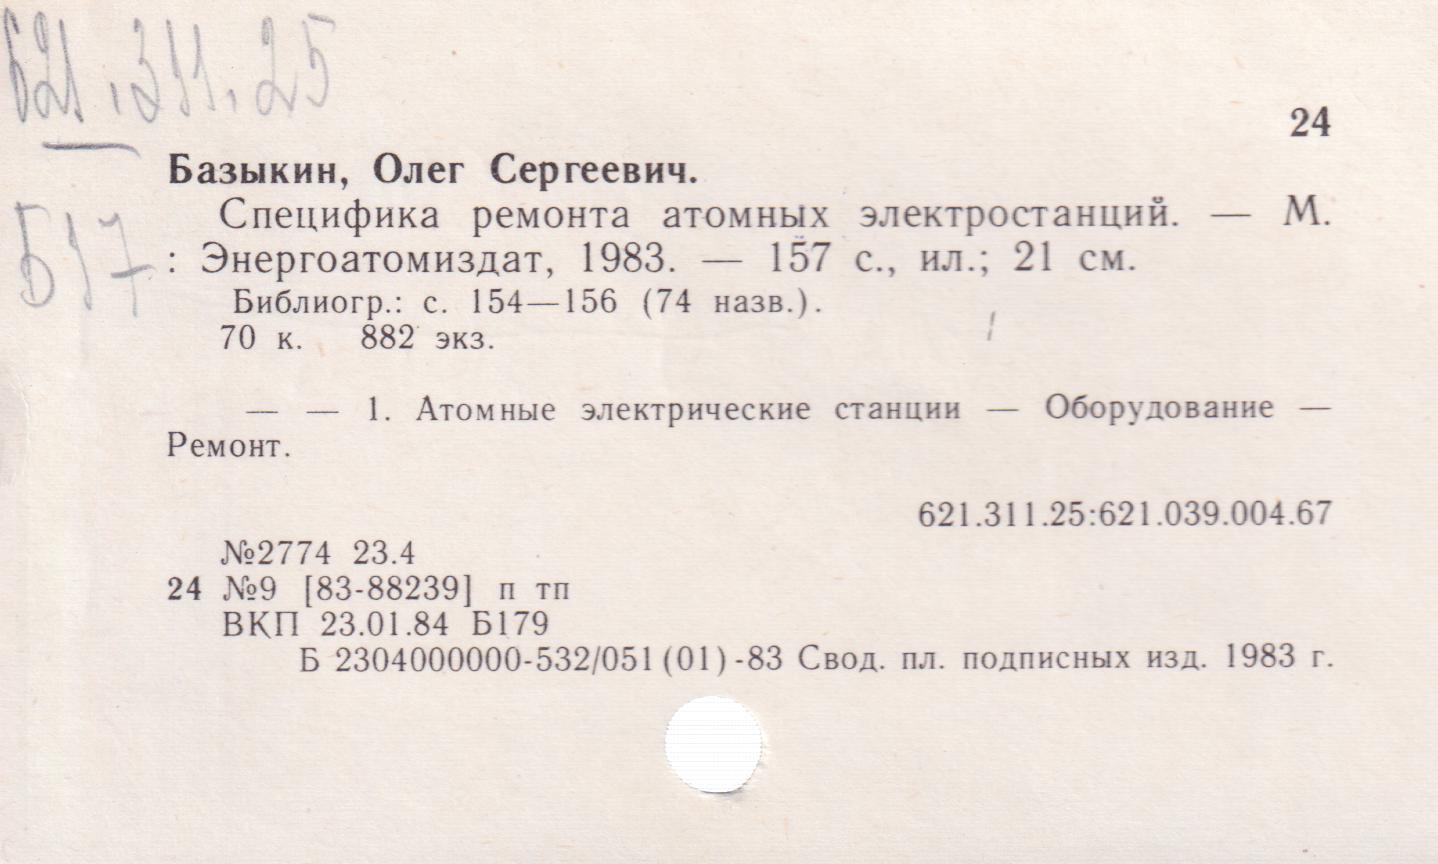 621.311.25
24
Базыкин, Олег Сергеевич.
Специфика ремонта атомных электростанций. — М.
Б17
: Энергоатомиздат, 1983. — 157 с., ил.; 21 см.
Библиогр.: с. 154—156 (74 назв.).
70 к. 882 экз.
— — 1. Атомные электрические станции — Оборудование —
Ремонт.
621.311.25:621.039.004.67
№2774 23.4
24 №9 [83-88239] п тп
ВКП 23.01.84 Б179
Б 2304000000-532/051(01)-83 Свод. пл. подписных изд. 1983 г.